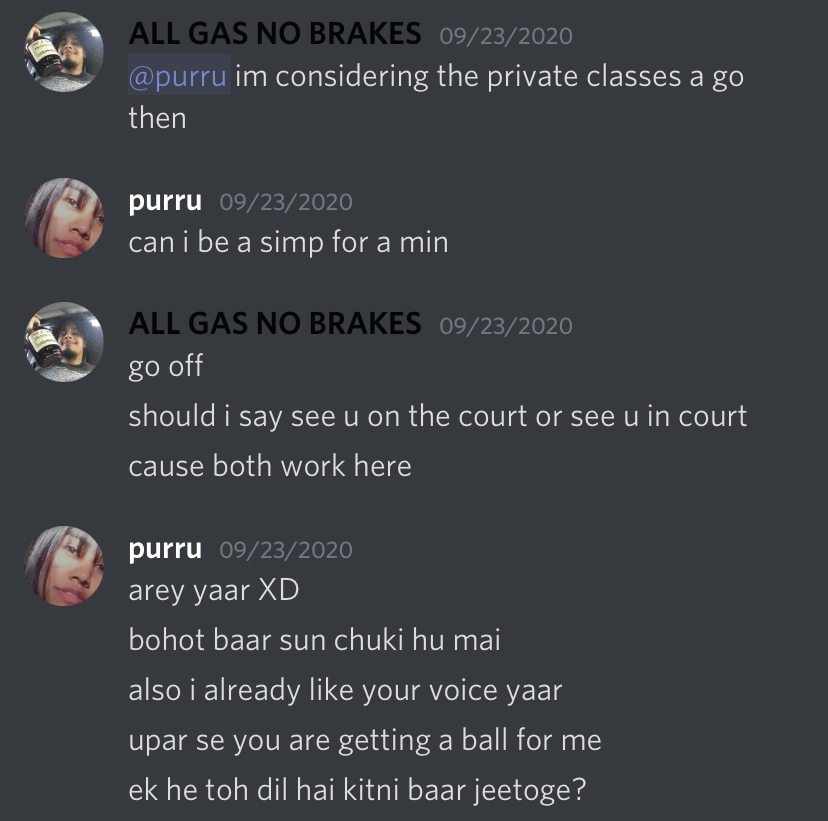 ALL GAS NO BRAKES 09/23/2020
@purru im considering the private classes a go
then
purru 09/23/2020
can i be a simp for a min
ALL GAS NO BRAKES 09/23/2020
go off
should i say see u on the court or see u in court
cause both work here
purru 09/23/2020
arey yaar XD
bohot baar sun chuki hu mai
also i already like your voice yaar
upar se you are getting a ball for me
ek he toh dil hai kitni baar jeetoge?